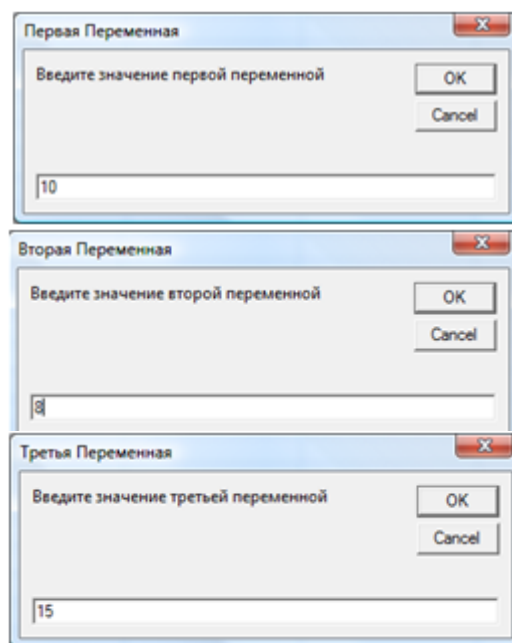 Первая Переменная
Введите значение первой переменной
OK
Cancel
10
Вторая Переменная
Введите значение второй переменной
OK
Cancel
8
Третья Переменная
Введите значение третьей переменной
OK
Cancel
15